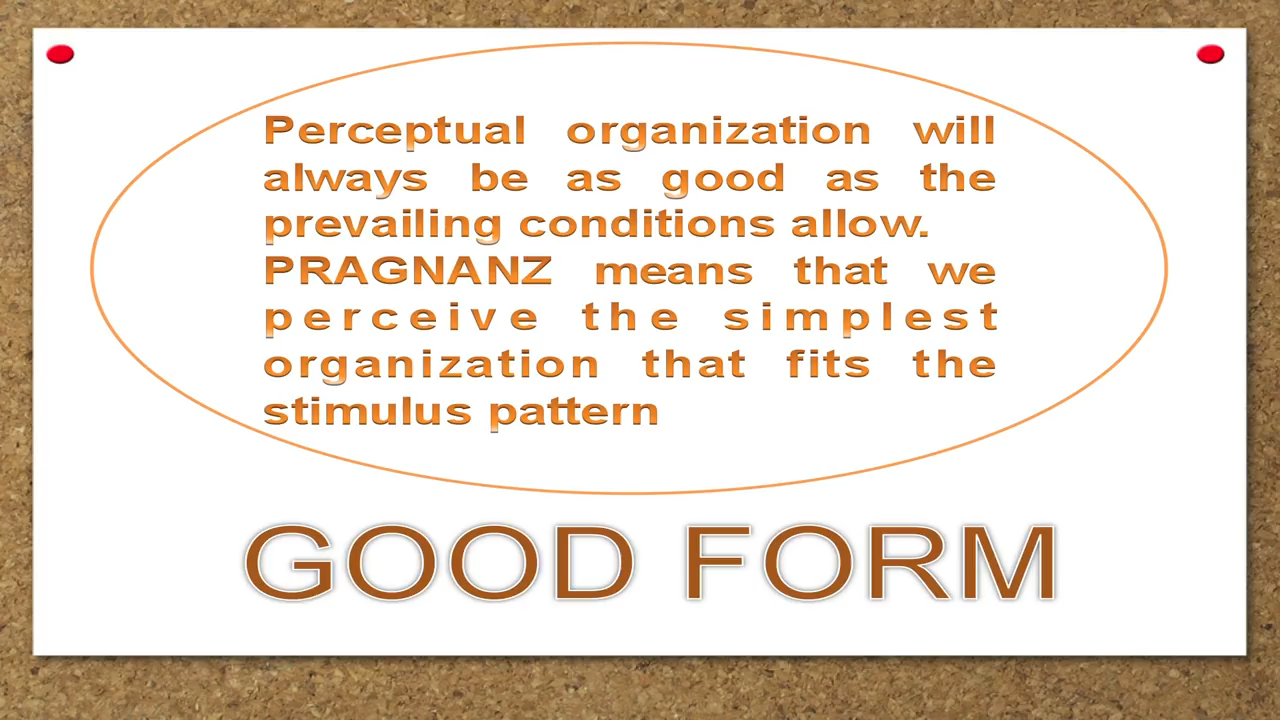 Perceptual organization will
always be as good as the
prevailing conditions allow.
PRAGNANZ means that we
perceive the simplest
organization that fits the
stimulus pattern
GOOD FORM